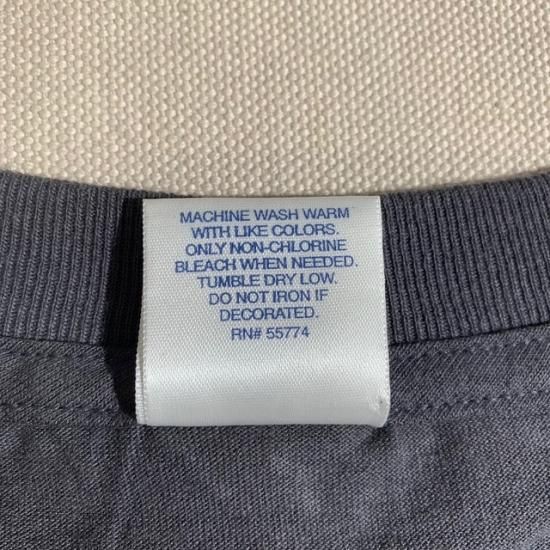 MACHINE WASH WARM
WITH LIKE COLORS.
ONLY NON-CHLORINE
BLEACH WHEN NEEDED.
TUMBLE DRY LOW.
DO NOT IRON IF
DECORATED.
RN# 55774